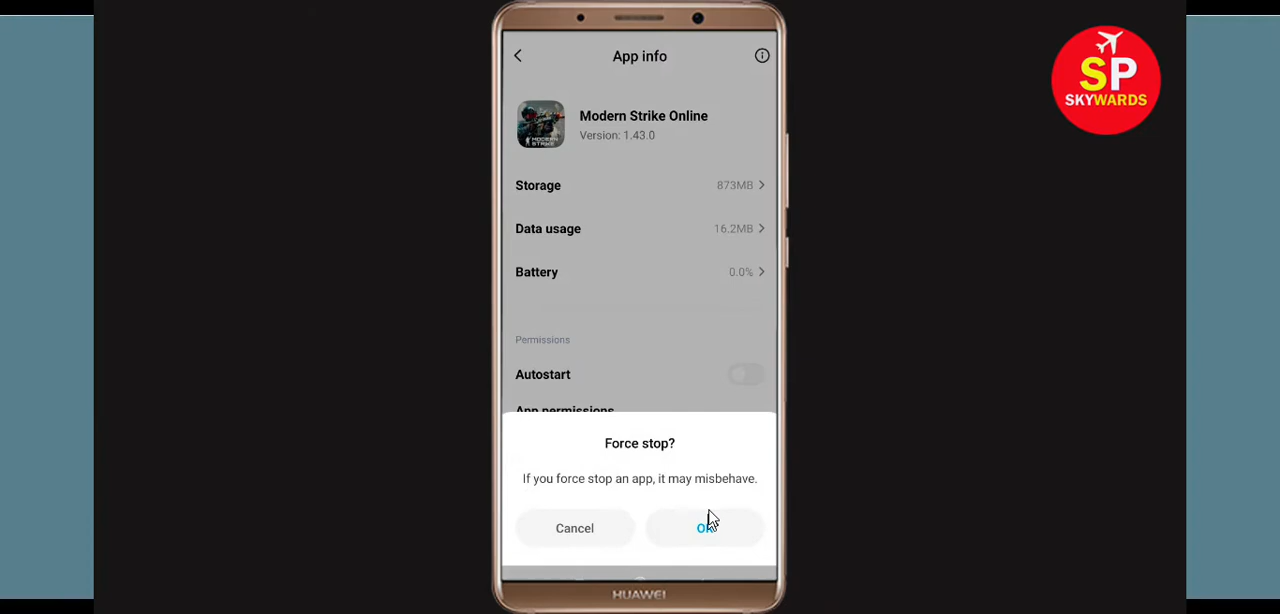 App info
SP
SKYWARDS
Modern Strike Online
Version: 1.43.0
MODERN
STRIKE
Storage 873MB
Data usage 16.2MB
Battery 0.0%
Permissions
Autostart
App permissions
Force stop?
If you force stop an app, it may misbehave.
Cancel OK
HUAWEI